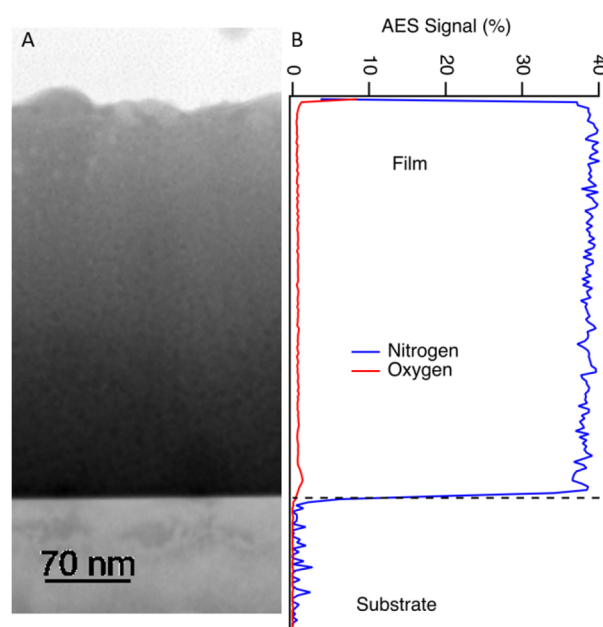 A
B
AES Signal (%)
0
10
20
30
40
Film
Nitrogen
Oxygen
70 nm
Substrate